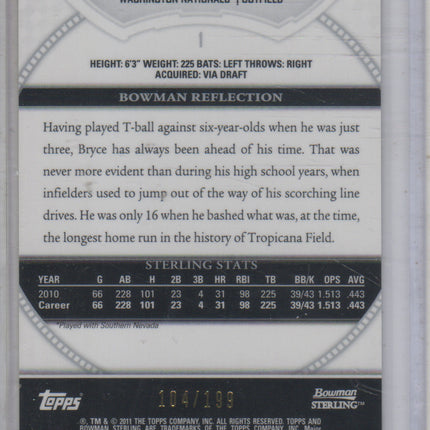 WASHINGTON NATIONALS | OUTFIELD
1
HEIGHT: 6'3" WEIGHT: 225 BATS: LEFT THROWS: RIGHT
ACQUIRED: VIA DRAFT
BOWMAN REFLECTION
Having played T-ball against six-year-olds when he was just
three, Bryce has always been ahead of his time. That was
never more evident than during his high school years, when
infielders used to jump out of the way of his scorching line
drives. He was only 16 when he bashed what was, at the time,
the longest home run in the history of Tropicana Field.
STERLING STATS
YEAR G AB H 2B 3B HR RBI TB BB/K OPS AVG
2010 66 228 101 23 4 31 98 225 39/43 1.513 .443
Career 66 228 101 23 4 31 98 225 39/43 1.513 .443
*Played with Southern Nevada
Topps 104/199 Bowman
STERLING™
®, TM & © 2011 THE TOPPS COMPANY, INC. ALL RIGHTS RESERVED. TOPPS AND
BOWMAN STERLING ARE TRADEMARKS OF THE TOPPS COMPANY, INC. Major